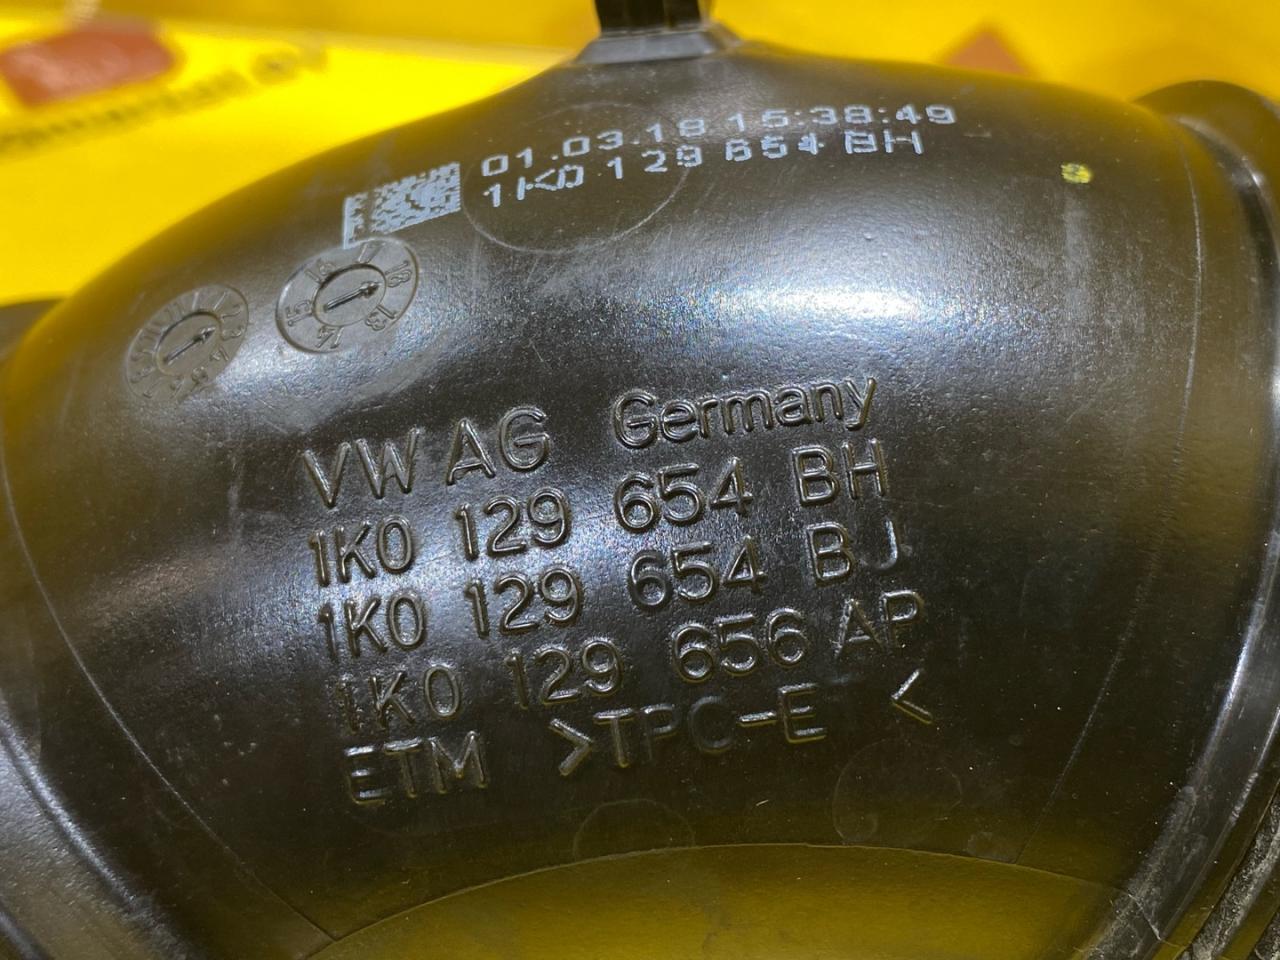 01.03.18 15:38:49
1K0 129 654 BH
VW AG Germany
1K0 129 654 BH
1K0 129 654 BJ
1K0 129 656 AP
ETM >TPC-E <